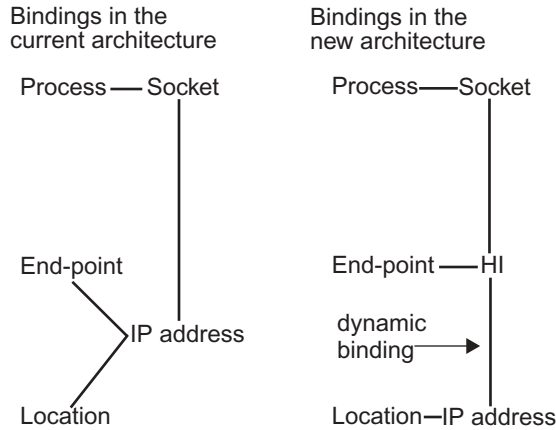 Bindings in the
current architecture
Process
Socket
End-point
IP address
Location
Bindings in the
new architecture
Process
Socket
End-point
HI
dynamic
binding
Location
IP address